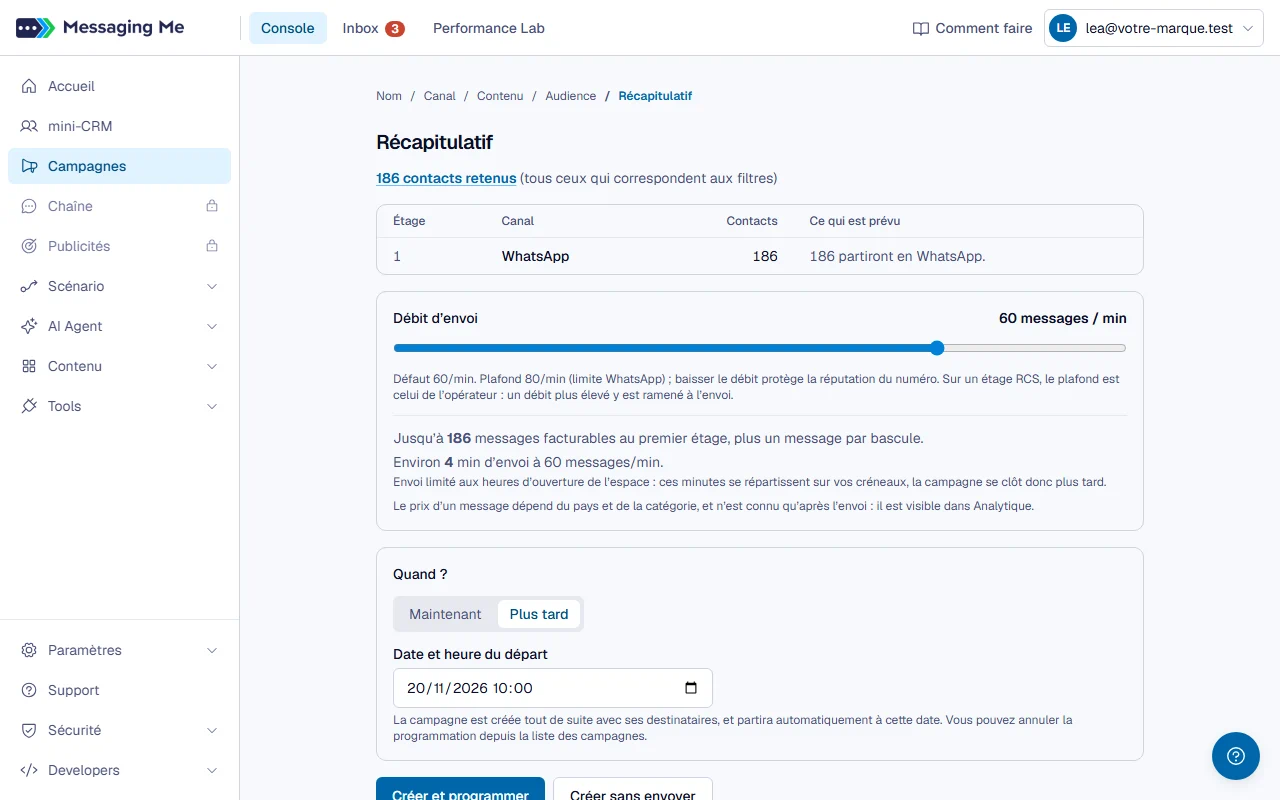 Messaging Me
Console
Inbox 3
Performance Lab
Comment faire
LE
lea@votre-marque.test
Accueil
mini-CRM
Campagnes
Chaîne
Publicités
Scénario
AI Agent
Contenu
Tools
Paramètres
Support
Sécurité
Developers
Nom / Canal / Contenu / Audience / Récapitulatif
Récapitulatif
186 contacts retenus (tous ceux qui correspondent aux filtres)
Étage Canal Contacts Ce qui est prévu
1 WhatsApp 186 186 partiront en WhatsApp.
Débit d'envoi 60 messages / min
Défaut 60/min. Plafond 80/min (limite WhatsApp) ; baisser le débit protège la réputation du numéro. Sur un étage RCS, le plafond est
celui de l'opérateur : un débit plus élevé y est ramené à l'envoi.
Jusqu'à 186 messages facturables au premier étage, plus un message par bascule.
Environ 4 min d'envoi à 60 messages/min.
Envoi limité aux heures d'ouverture de l'espace : ces minutes se répartissent sur vos créneaux, la campagne se clôt donc plus tard.
Le prix d'un message dépend du pays et de la catégorie, et n'est connu qu'après l'envoi : il est visible dans Analytique.
Quand ?
Maintenant Plus tard
Date et heure du départ
20/11/2026 10:00
La campagne est créée tout de suite avec ses destinataires, et partira automatiquement à cette date. Vous pouvez annuler la
programmation depuis la liste des campagnes.
Créer et programmer Créer sans envoyer